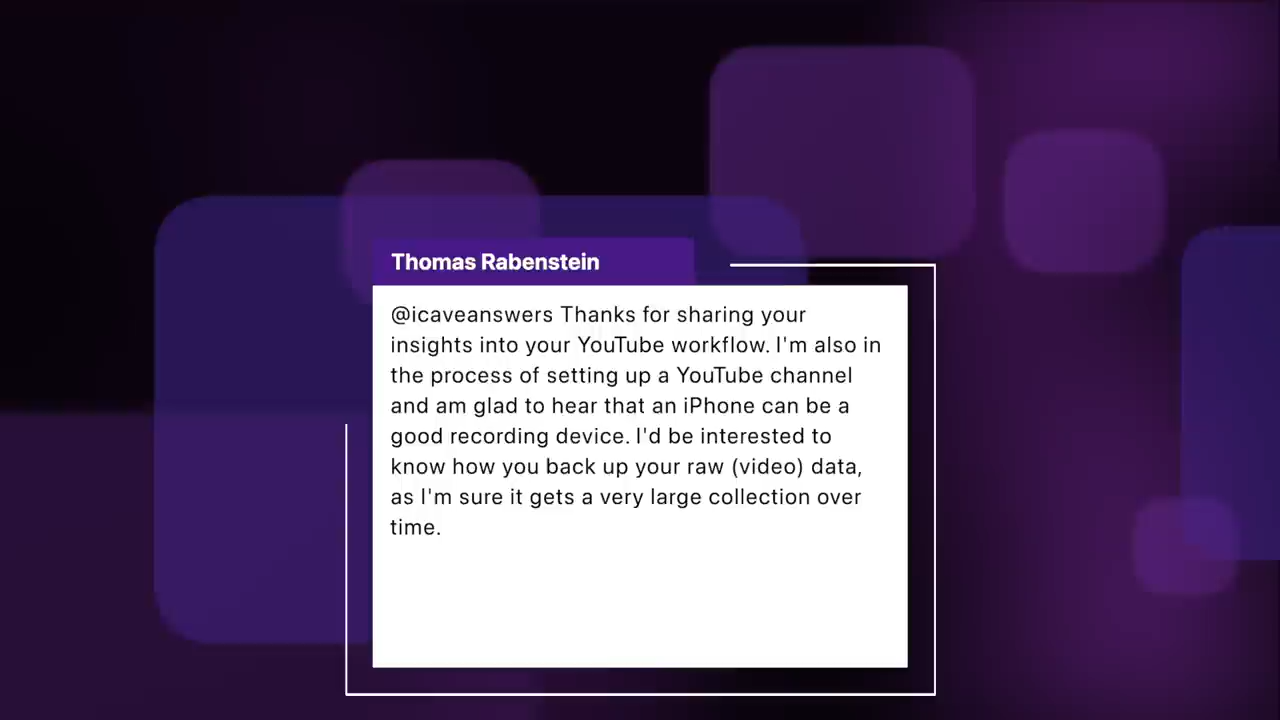 Thomas Rabenstein
@icaveanswers Thanks for sharing your
insights into your YouTube workflow. I'm also in
the process of setting up a YouTube channel
and am glad to hear that an iPhone can be a
good recording device. I'd be interested to
know how you back up your raw (video) data,
as I'm sure it gets a very large collection over
time.